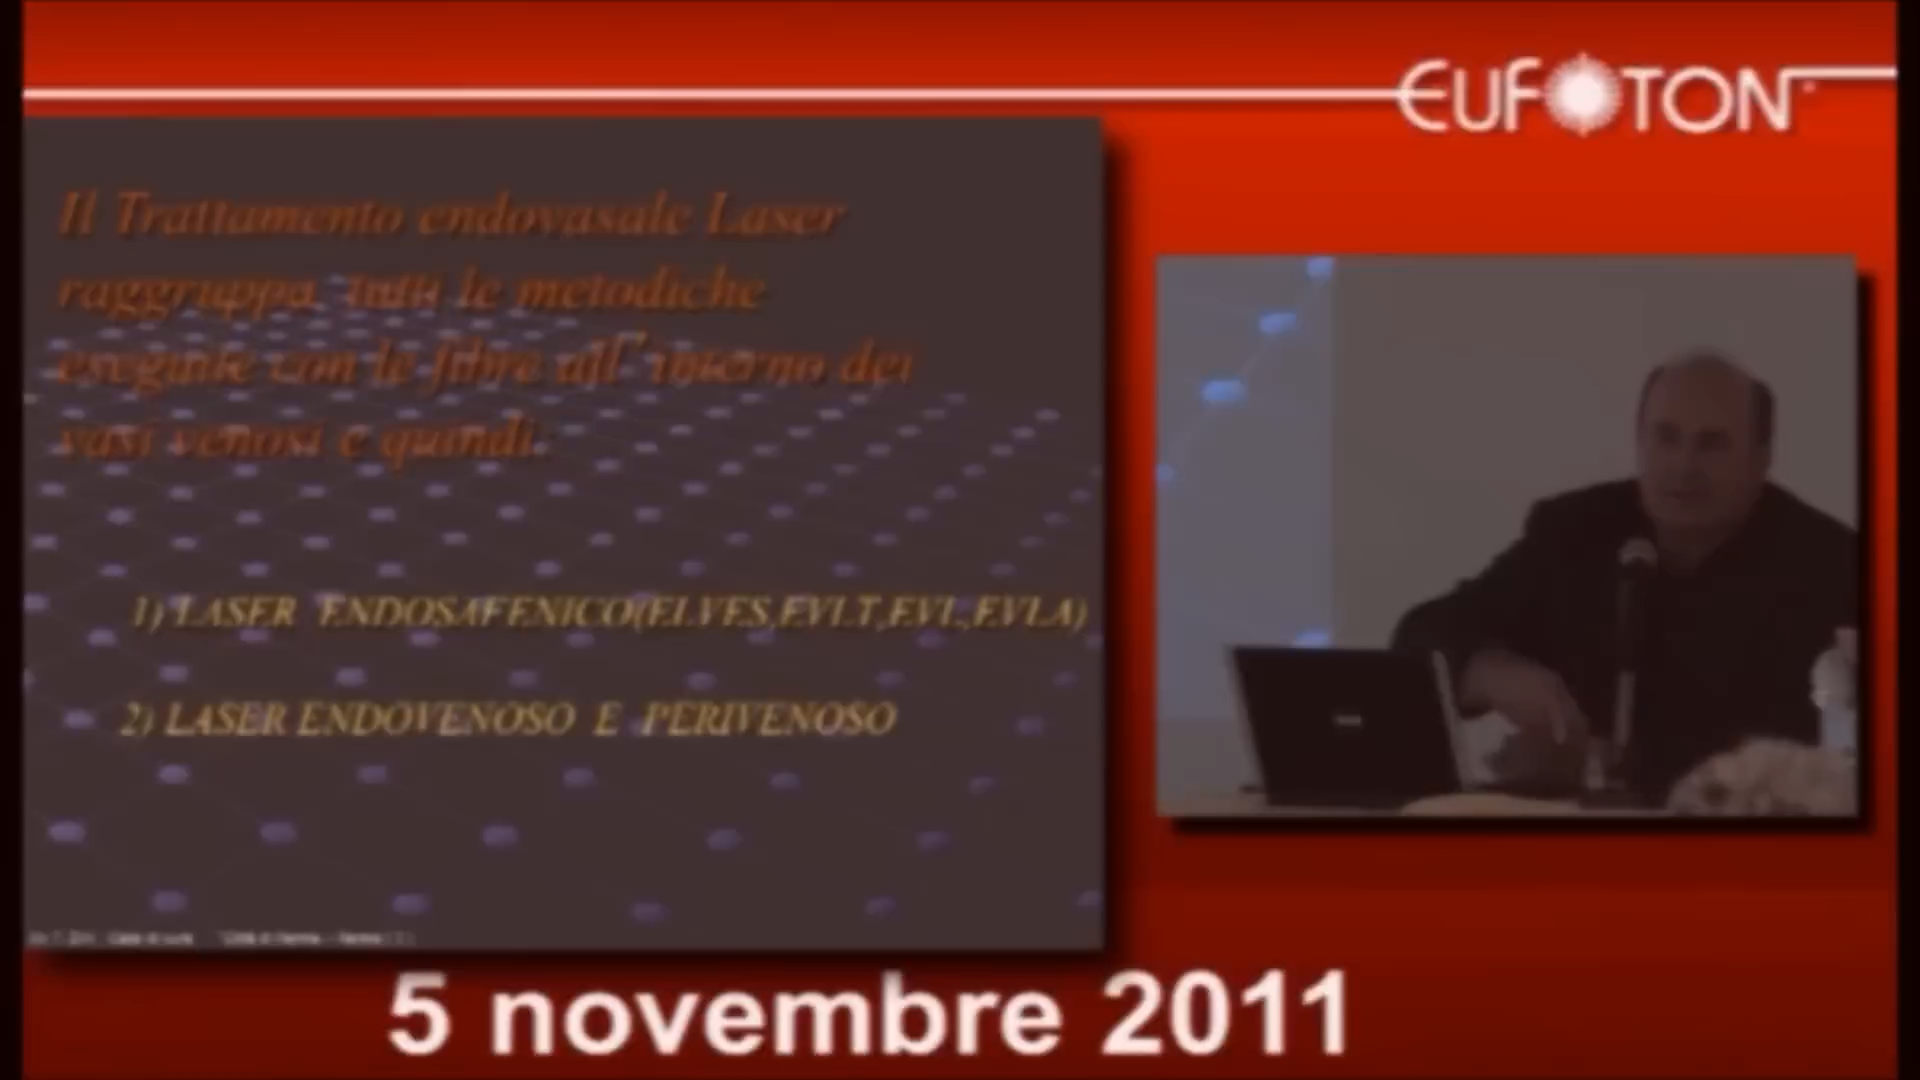 EUFOTON
Il Trattamento endovasale Laser
raggruppa tutti le metodiche
eseguite con le fibre all'interno dei
vasi venosi e quindi:
1) LASER ENDOSAFENICO(ELVES,EVLT,EVL,EVLA)
2) LASER ENDOVENOSO E PERIVENOSO
5 novembre 2011